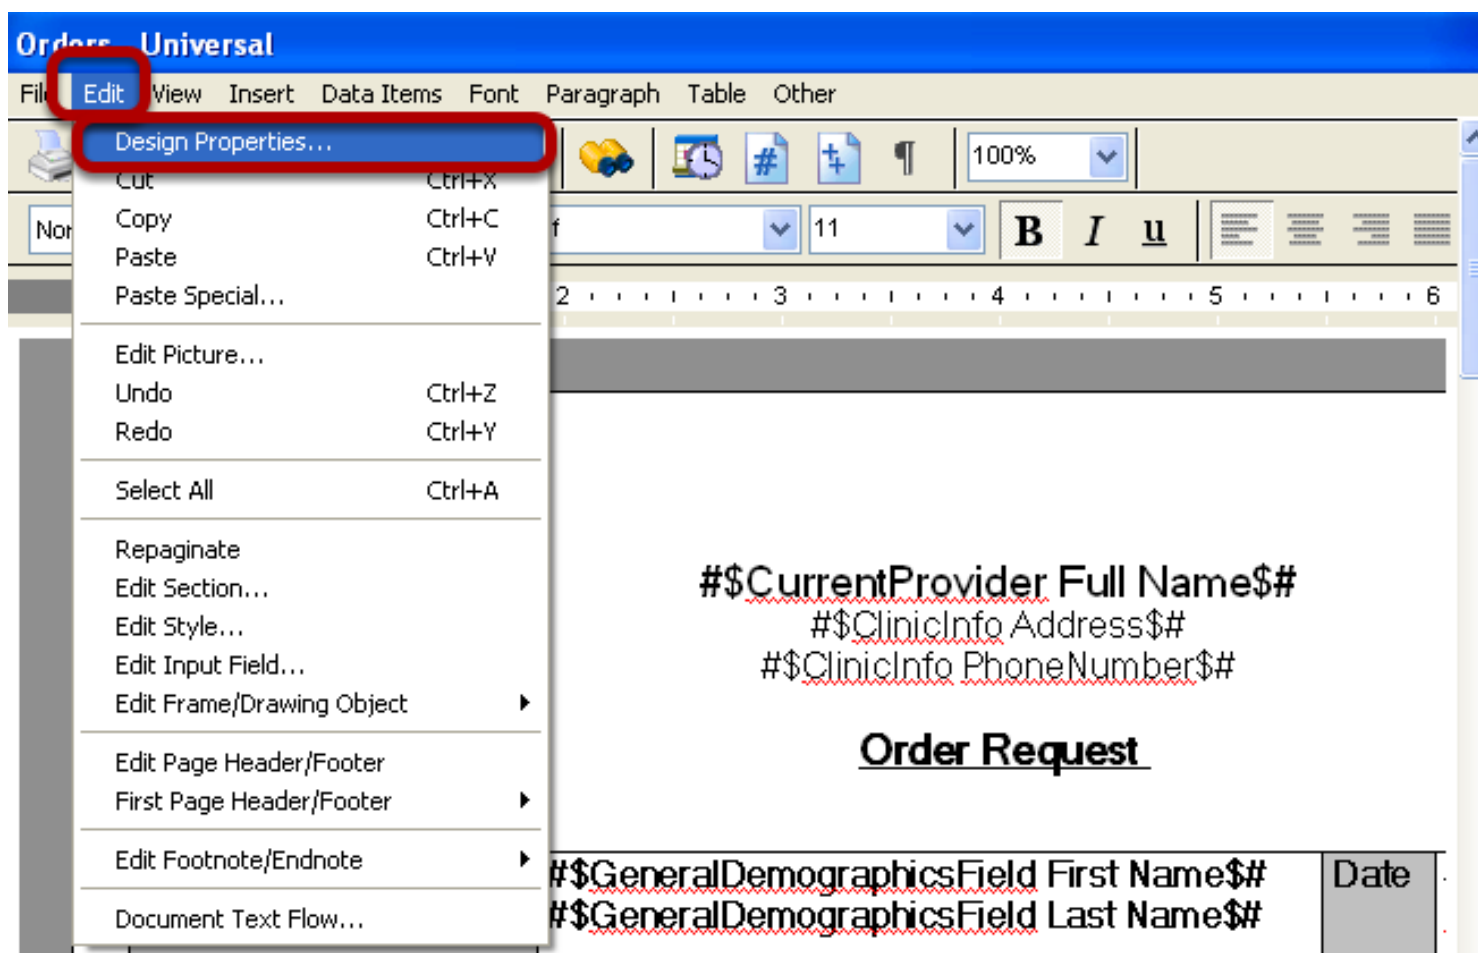 Orders Universal
File Edit View Insert Data Items Font Paragraph Table Other
Design Properties...
# 100%
Cut Ctrl+X
Copy Ctrl+C
Nor f 11 B I u
Paste Ctrl+V
Paste Special...
2 3 4 5 6
Edit Picture...
Undo Ctrl+Z
Redo Ctrl+Y
Select All Ctrl+A
Repaginate
Edit Section...
Edit Style...
Edit Input Field...
Edit Frame/Drawing Object
Edit Page Header/Footer
First Page Header/Footer
Edit Footnote/Endnote
Document Text Flow...
#$CurrentProvider Full Name$#
#$ClinicInfo Address$#
#$ClinicInfo PhoneNumber$#
Order Request
#$GeneralDemographicsField First Name$# Date
#$GeneralDemographicsField Last Name$#